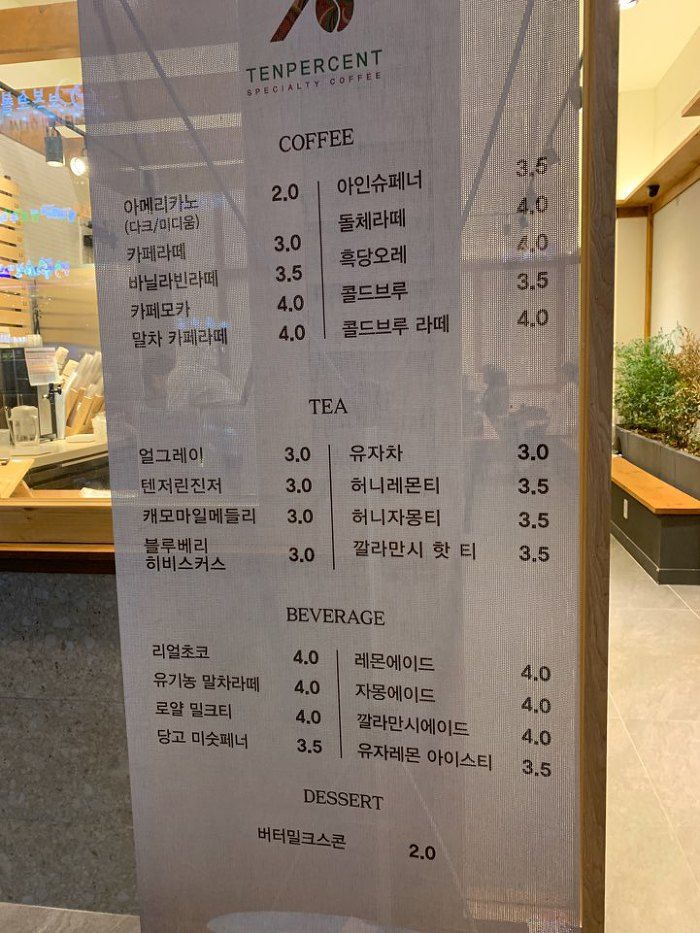 TENPERCENT
SPECIALTY COFFEE
COFFEE
아메리카노 2.0
(다크/미디움)
카페라떼 3.0
바닐라빈라떼 3.5
카페모카 4.0
말차 카페라떼 4.0
아인슈페너 3.5
돌체라떼 4.0
흑당오레 4.0
콜드브루 3.5
콜드브루 라떼 4.0
TEA
얼그레이 3.0
텐저린진저 3.0
캐모마일메들리 3.0
블루베리
히비스커스 3.0
유자차 3.0
허니레몬티 3.5
허니자몽티 3.5
깔라만시 핫 티 3.5
BEVERAGE
리얼초코 4.0
유기농 말차라떼 4.0
로얄 밀크티 4.0
당고 미숫페너 3.5
레몬에이드 4.0
자몽에이드 4.0
깔라만시에이드 4.0
유자레몬 아이스티 3.5
DESSERT
버터밀크스콘 2.0